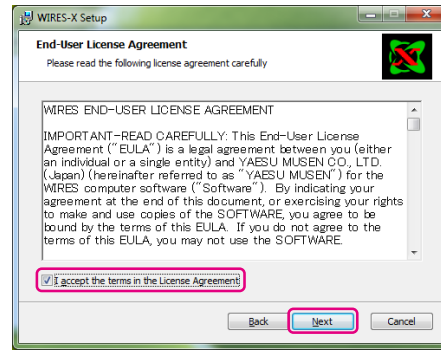 WIRES-X Setup
End-User License Agreement
Please read the following license agreement carefully
WIRES END-USER LICENSE AGREEMENT
IMPORTANT-READ CAREFULLY: This End-User License
Agreement ("EULA") is a legal agreement between you (either
an individual or a single entity) and YAESU MUSEN CO., LTD.
(Japan) (hereinafter referred to as "YAESU MUSEN") for the
WIRES computer software ("Software"). By indicating your
agreement at the end of this document, or exercising your rights
to make and use copies of the SOFTWARE, you agree to be
bound by the terms of this EULA. If you do not agree to the
terms of this EULA, you may not use the SOFTWARE.
I accept the terms in the License Agreement
Back Next Cancel